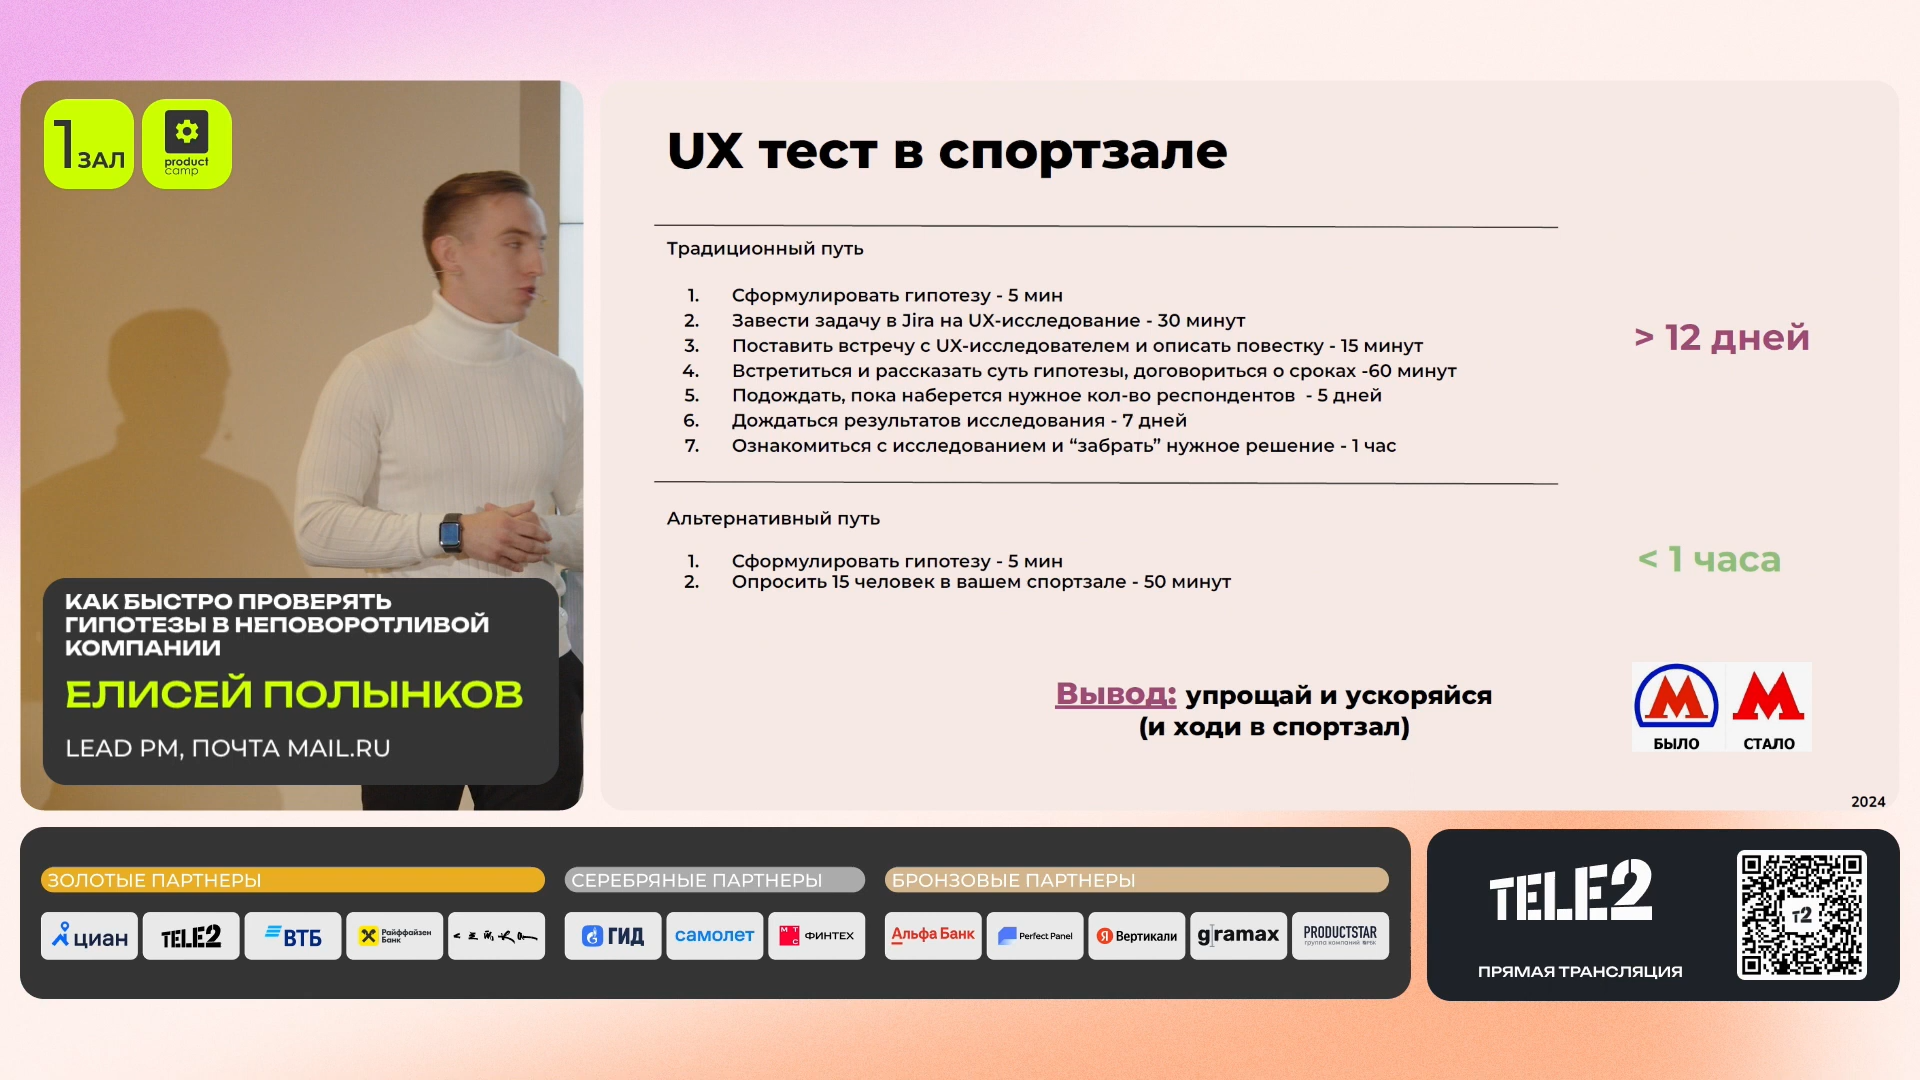 1 ЗАЛ
product
camp
UX тест в спортзале
Традиционный путь
1. Сформулировать гипотезу - 5 мин
2. Завести задачу в Jira на UX-исследование - 30 минут
3. Поставить встречу с UX-исследователем и описать повестку - 15 минут
4. Встретиться и рассказать суть гипотезы, договориться о сроках -60 минут
5. Подождать, пока наберется нужное кол-во респондентов  - 5 дней
6. Дождаться результатов исследования - 7 дней
7. Ознакомиться с исследованием и “забрать” нужное решение - 1 час
> 12 дней
Альтернативный путь
1. Сформулировать гипотезу - 5 мин
2. Опросить 15 человек в вашем спортзале - 50 минут
< 1 часа
Вывод: упрощай и ускоряйся
(и ходи в спортзал)
М М
БЫЛО СТАЛО
2024
КАК БЫСТРО ПРОВЕРЯТЬ
ГИПОТЕЗЫ В НЕПОВОРОТЛИВОЙ
КОМПАНИИ
ЕЛИСЕЙ ПОЛЫНКОВ
LEAD PM, ПОЧТА MAIL.RU
ЗОЛОТЫЕ ПАРТНЕРЫ
циан
TELE2
ВТБ
Райффайзен
Банк
СЕРЕБРЯНЫЕ ПАРТНЕРЫ
ГИД
самолет
МТС ФИНТЕХ
БРОНЗОВЫЕ ПАРТНЕРЫ
Альфа Банк
Perfect Panel
Я Вертикали
giramax
PRODUCTSTAR
группа компаний РБК
TELE2
T2
ПРЯМАЯ ТРАНСЛЯЦИЯ